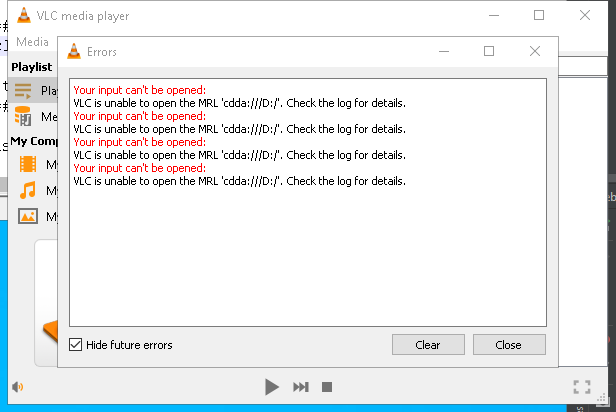 VLC media player
Media
Errors
Playlist
Play
Me
My Comp
My
My
My
Your input can't be opened:
VLC is unable to open the MRL 'cdda:///D:/'. Check the log for details.
Your input can't be opened:
VLC is unable to open the MRL 'cdda:///D:/'. Check the log for details.
Your input can't be opened:
VLC is unable to open the MRL 'cdda:///D:/'. Check the log for details.
Your input can't be opened:
VLC is unable to open the MRL 'cdda:///D:/'. Check the log for details.
Hide future errors
Clear
Close